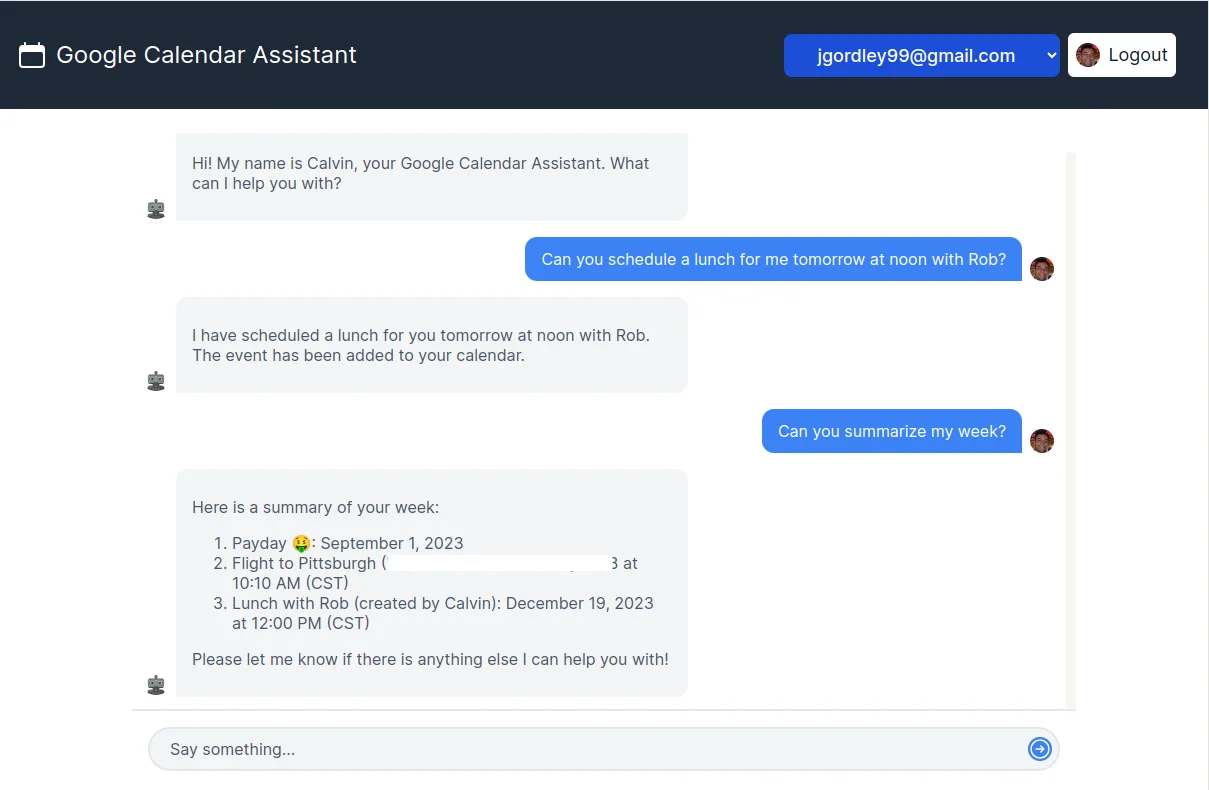 Google Calendar Assistant
jgordley99@gmail.com
Logout
Hi! My name is Calvin, your Google Calendar Assistant. What
can I help you with?
Can you schedule a lunch for me tomorrow at noon with Rob?
I have scheduled a lunch for you tomorrow at noon with Rob.
The event has been added to your calendar.
Can you summarize my week?
Here is a summary of your week:
1. Payday 🤑: September 1, 2023
2. Flight to Pittsburgh ( at
10:10 AM (CST)
3. Lunch with Rob (created by Calvin): December 19, 2023
at 12:00 PM (CST)
Please let me know if there is anything else I can help you with!
Say something...